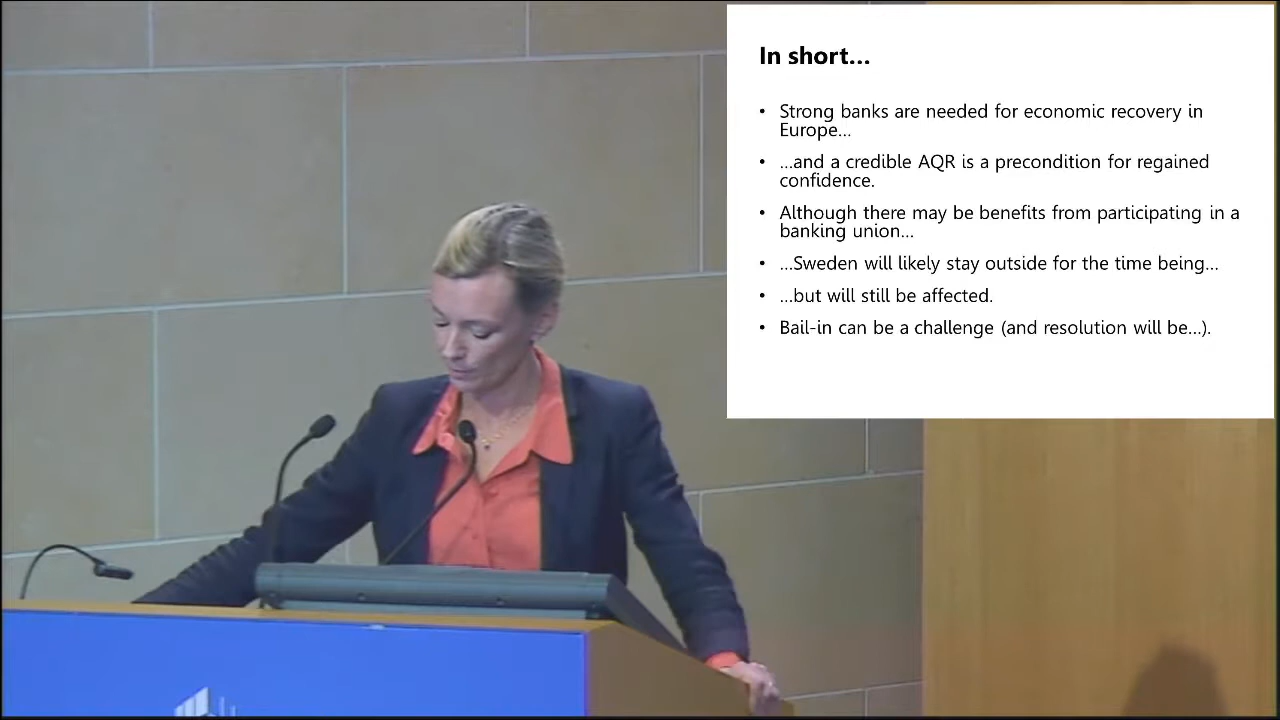 In short...
• Strong banks are needed for economic recovery in
Europe...
• ...and a credible AQR is a precondition for regained
confidence.
• Although there may be benefits from participating in a
banking union...
• ...Sweden will likely stay outside for the time being...
• ...but will still be affected.
• Bail-in can be a challenge (and resolution will be...).